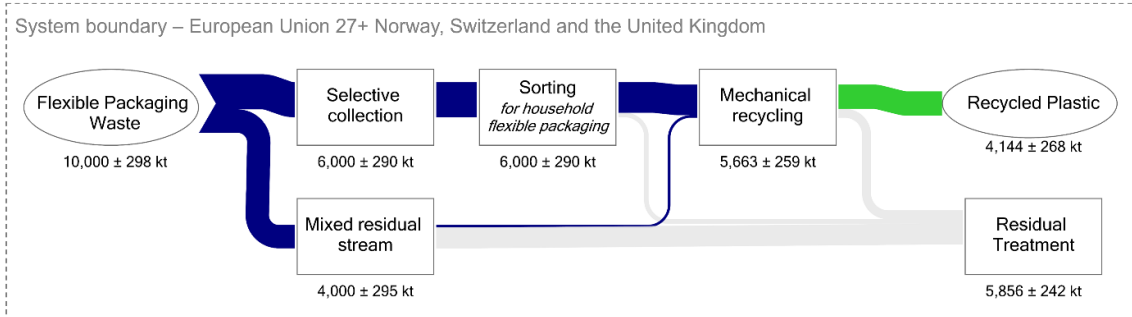 System boundary – European Union 27+ Norway, Switzerland and the United Kingdom
Flexible Packaging
Waste
10,000 ± 298 kt
Selective
collection
6,000 ± 290 kt
Sorting
for household
flexible packaging
6,000 ± 290 kt
Mechanical
recycling
5,663 ± 259 kt
Recycled Plastic
4,144 ± 268 kt
Mixed residual
stream
4,000 ± 295 kt
Residual
Treatment
5,856 ± 242 kt